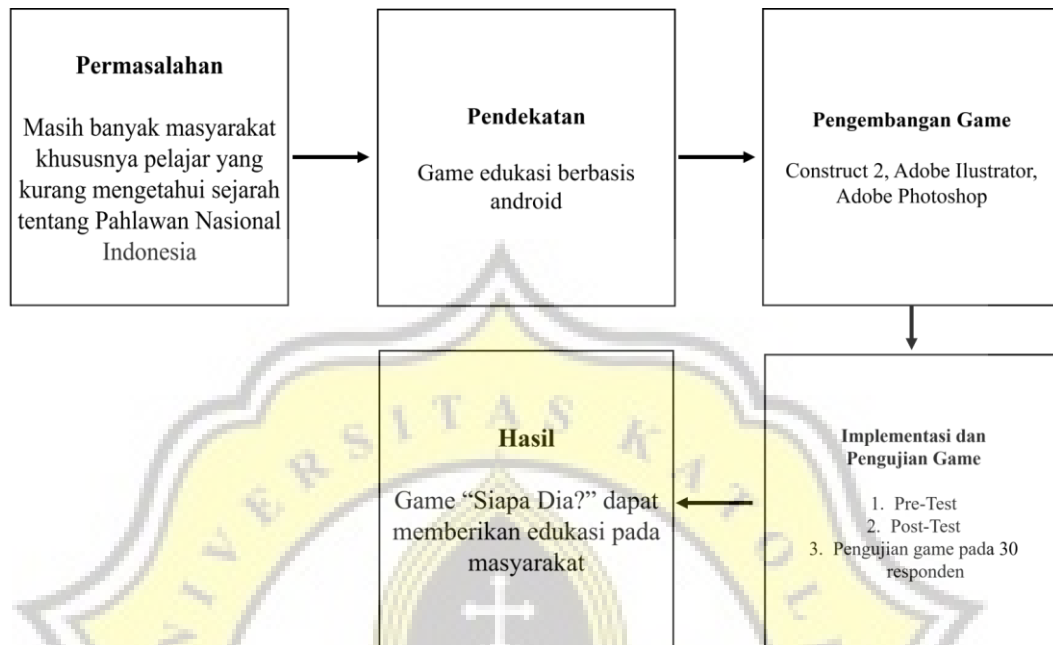 Permasalahan
Masih banyak masyarakat
khususnya pelajar yang
kurang mengetahui sejarah
tentang Pahlawan Nasional
Indonesia
Pendekatan
Game edukasi berbasis
android
Pengembangan Game
Construct 2, Adobe Ilustrator,
Adobe Photoshop
Implementasi dan
Pengujian Game
1. Pre-Test
2. Post-Test
3. Pengujian game pada 30
responden
Hasil
Game “Siapa Dia?” dapat
memberikan edukasi pada
masyarakat
UNIVERSITAS KATOL